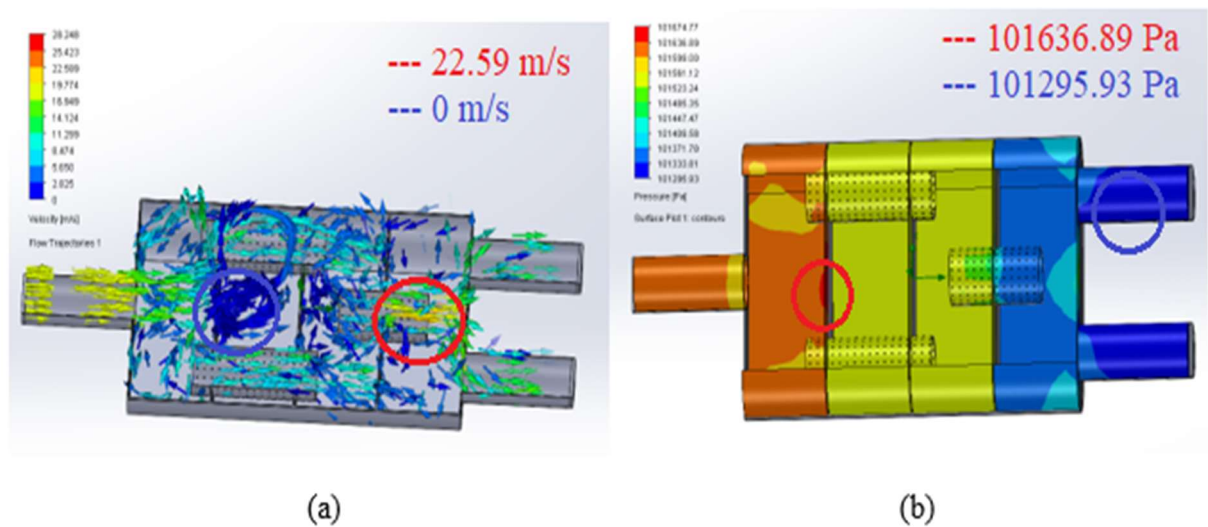 28.248
25.423
22.599
19.774
16.949
14.124
11.299
8.474
5.650
2.825
0
Velocity [m/s]
Flow Trajectories 1
--- 22.59 m/s
--- 0 m/s
101674.77
101636.89
101599.00
101561.12
101523.24
101485.35
101447.47
101409.58
101371.70
101333.81
101295.93
Pressure [Pa]
Surface Plot 1: contours
--- 101636.89 Pa
--- 101295.93 Pa
(a)
(b)